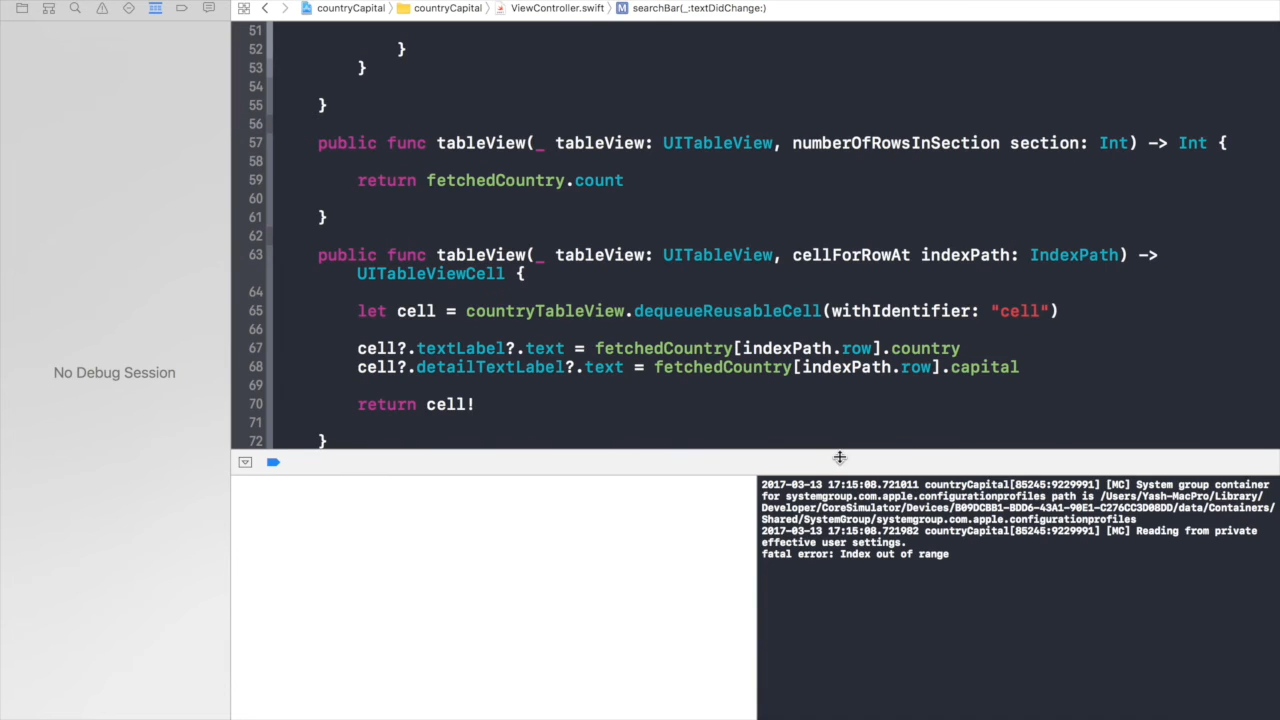 countryCapital countryCapital ViewController.swift M searchBar(_:textDidChange:)
51
52 }
53 }
54
55 }
56
57 public func tableView(_ tableView: UITableView, numberOfRowsInSection section: Int) -> Int {
58
59 return fetchedCountry.count
60
61 }
62
63 public func tableView(_ tableView: UITableView, cellForRowAt indexPath: IndexPath) ->
UITableViewCell {
64
65 let cell = countryTableView.dequeueReusableCell(withIdentifier: "cell")
66
67 cell?.textLabel?.text = fetchedCountry[indexPath.row].country
68 cell?.detailTextLabel?.text = fetchedCountry[indexPath.row].capital
69
70 return cell!
71
72 }
No Debug Session
2017-03-13 17:15:08.721011 countryCapital[85245:9229991] [MC] System group container
for systemgroup.com.apple.configurationprofiles path is /Users/Yash-MacPro/Library/
Developer/CoreSimulator/Devices/B09DCBB1-BDD6-43A1-90E1-C276CC3D08DD/data/Containers/
Shared/SystemGroup/systemgroup.com.apple.configurationprofiles
2017-03-13 17:15:08.721982 countryCapital[85245:9229991] [MC] Reading from private
effective user settings.
fatal error: Index out of range